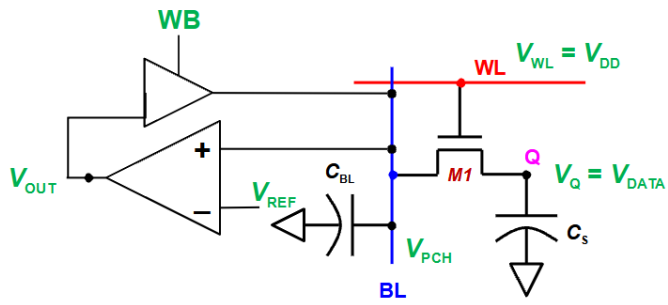 WB
WL
V_WL = V_DD
+
C_BL
M1
Q
V_OUT
V_REF
V_Q = V_DATA
−
C_S
V_PCH
BL